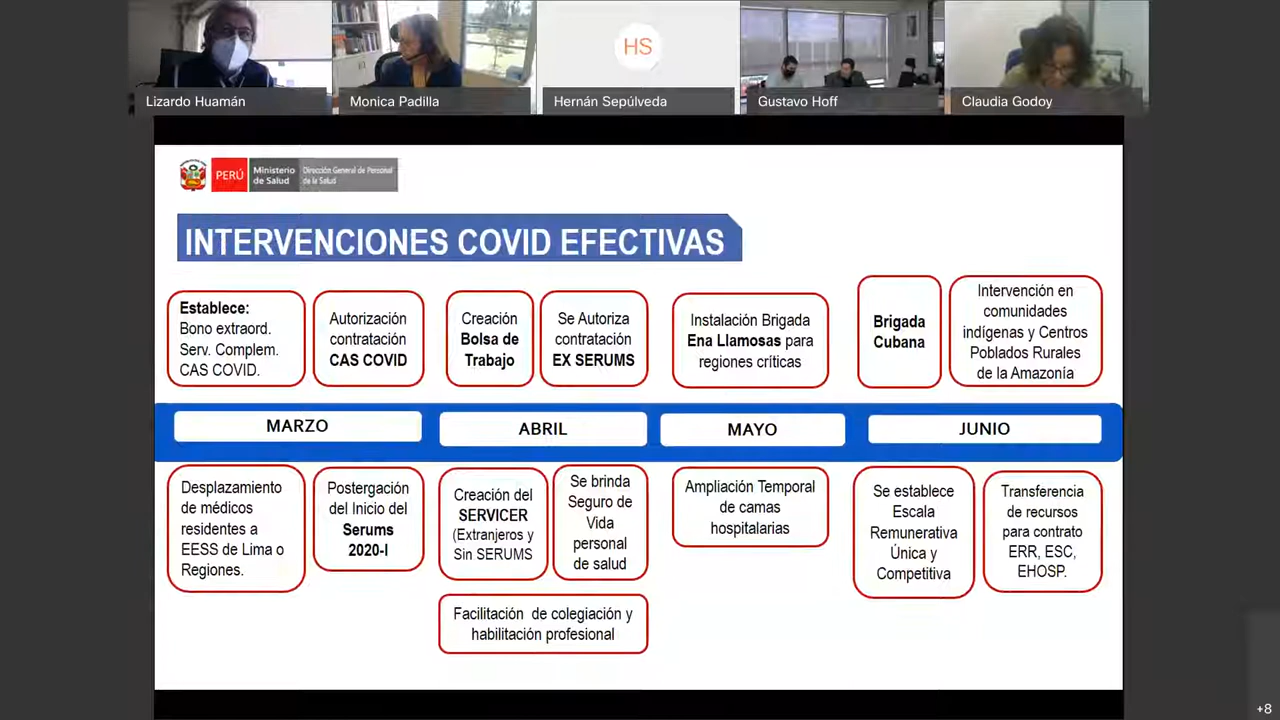 HS
Lizardo Huamán
Monica Padilla
Hernán Sepúlveda
Gustavo Hoff
Claudia Godoy
PERÚ
Ministerio
de Salud
Dirección General de Personal
de la Salud
INTERVENCIONES COVID EFECTIVAS
Establece:
Bono extraord.
Serv. Complem.
CAS COVID.
Autorización
contratación
CAS COVID
Creación
Bolsa de
Trabajo
Se Autoriza
contratación
EX SERUMS
Instalación Brigada
Ena Llamosas para
regiones críticas
Brigada
Cubana
Intervención en
comunidades
indígenas y Centros
Poblados Rurales
de la Amazonía
MARZO
ABRIL
MAYO
JUNIO
Desplazamiento
de médicos
residentes a
EESS de Lima o
Regiones.
Postergación
del Inicio del
Serums
2020-I
Creación del
SERVICER
(Extranjeros y
Sin SERUMS
Se brinda
Seguro de
Vida
personal
de salud
Facilitación de colegiación y
habilitación profesional
Ampliación Temporal
de camas
hospitalarias
Se establece
Escala
Remunerativa
Única y
Competitiva
Transferencia
de recursos
para contrato
ERR, ESC,
EHOSP.
+8